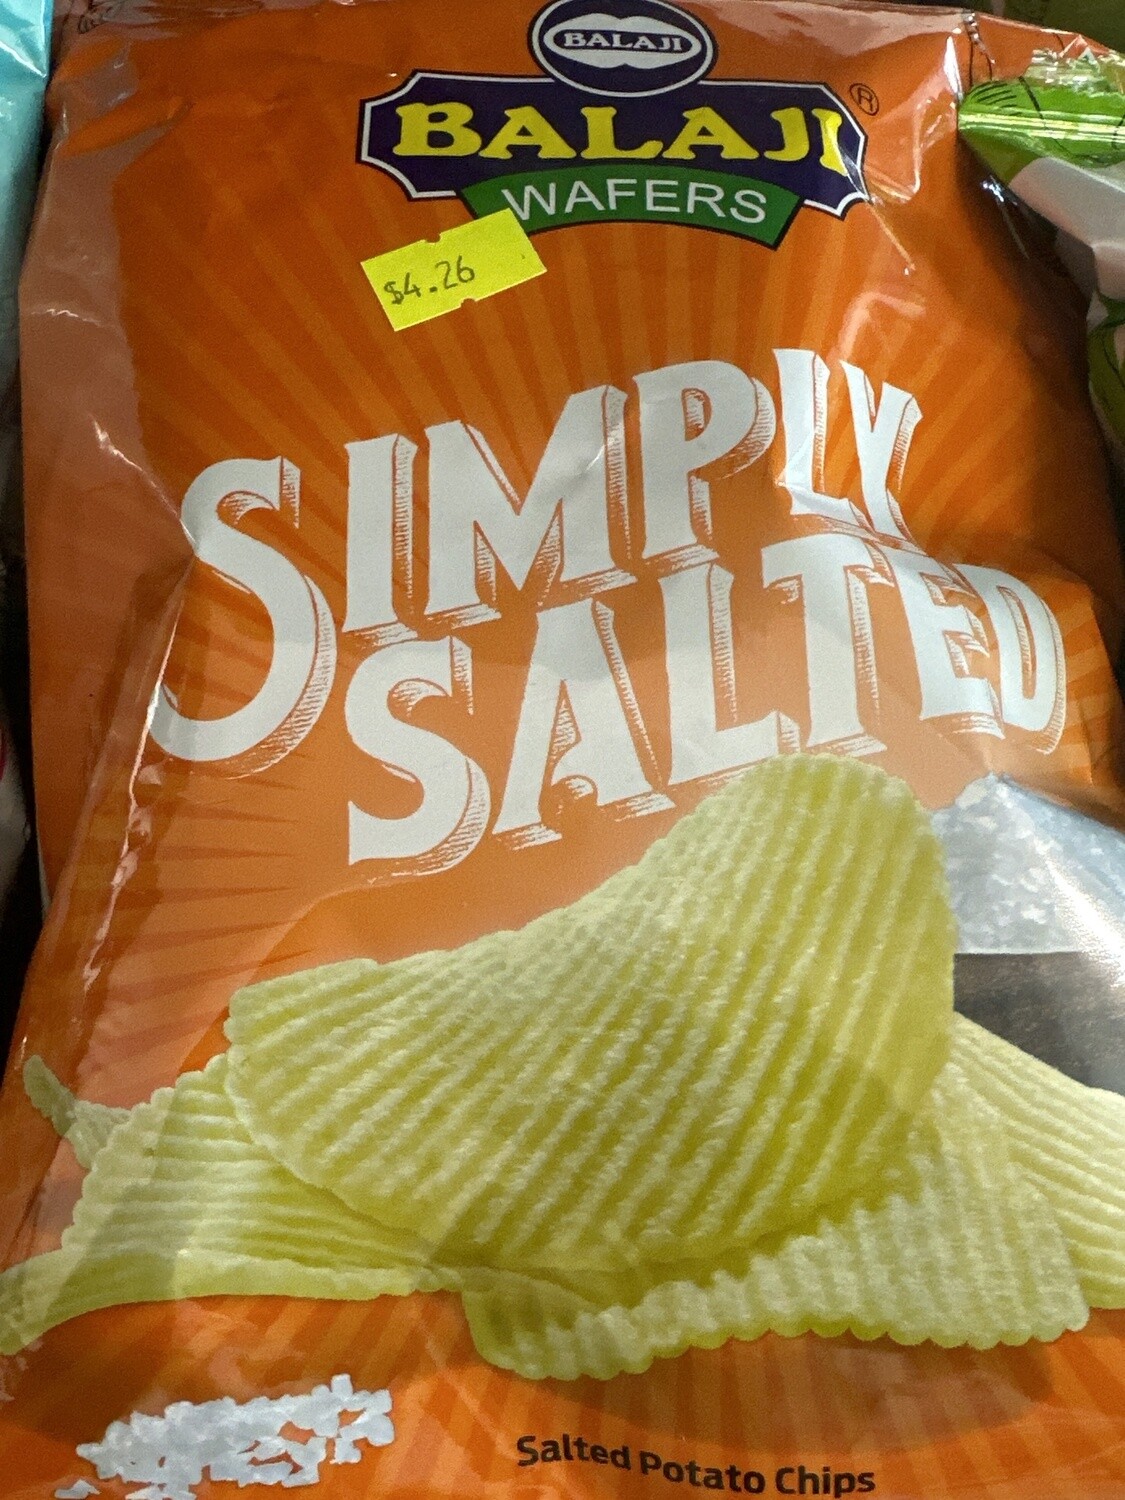 BALAJI
BALAJI®
WAFERS
$4.26
SIMPLY
SALTED
Salted Potato Chips